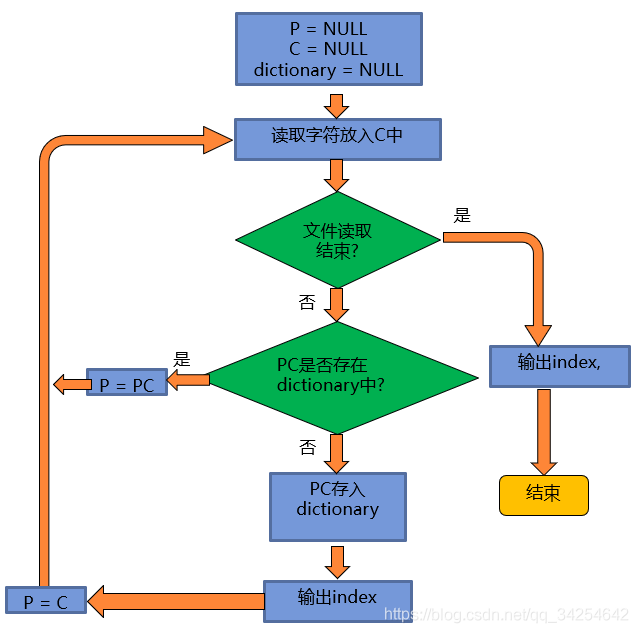 P = NULL
C = NULL
dictionary = NULL
读取字符放入C中
文件读取
结束?
是
否
输出index,
PC是否存在
dictionary中?
是
P = PC
否
PC存入
dictionary
结束
输出index
P = C
https://blog.csdn.net/qq_34254642